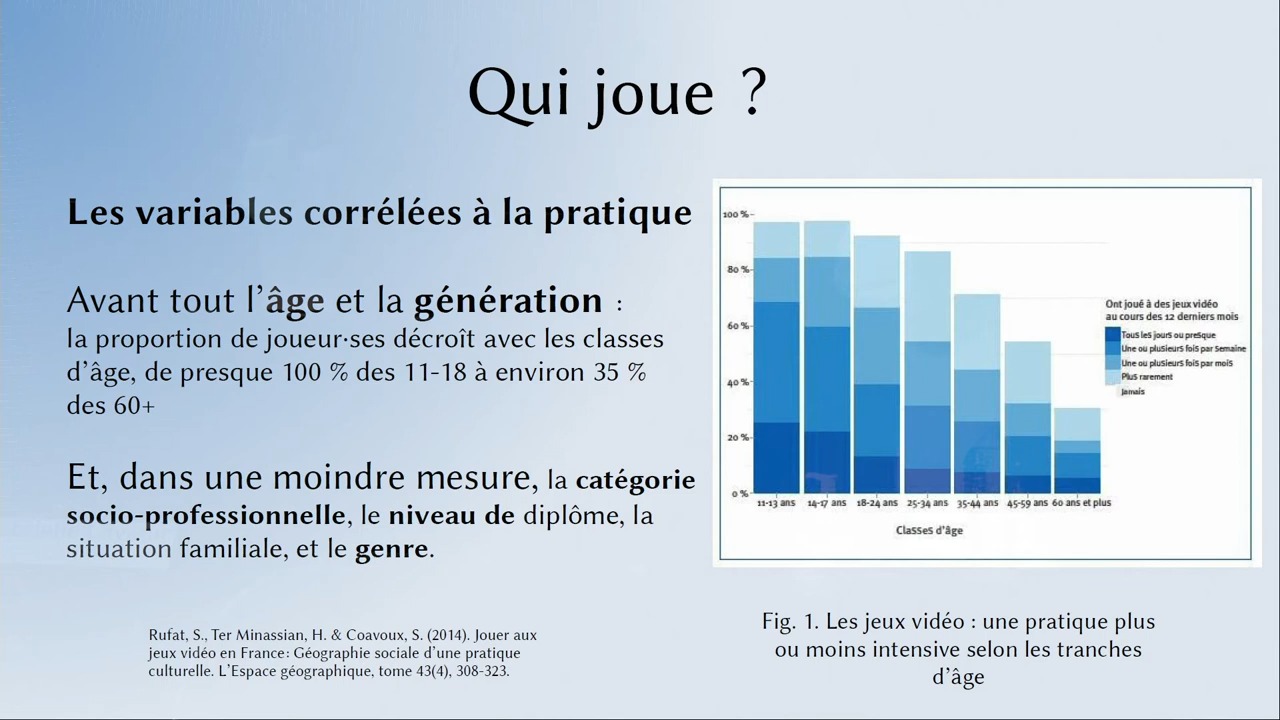 Qui joue ?
Les variables corrélées à la pratique
Avant tout l'âge et la génération :
la proportion de joueur·ses décroît avec les classes
d'âge, de presque 100 % des 11-18 à environ 35 %
des 60+
Et, dans une moindre mesure, la catégorie
socio-professionnelle, le niveau de diplôme, la
situation familiale, et le genre.
Rufat, S., Ter Minassian, H. & Coavoux, S. (2014). Jouer aux
jeux vidéo en France: Géographie sociale d'une pratique
culturelle. L'Espace géographique, tome 43(4), 308-323.
100 %
80 %
60 %
40 %
20 %
0 %
11-13 ans 14-17 ans 18-24 ans 25-34 ans 35-44 ans 45-59 ans 60 ans et plus
Classes d'âge
Ont joué à des jeux vidéo
au cours des 12 derniers mois
Tous les jours ou presque
Une ou plusieurs fois par semaine
Une ou plusieurs fois par mois
Plus rarement
Jamais
Fig. 1. Les jeux vidéo : une pratique plus
ou moins intensive selon les tranches
d'âge